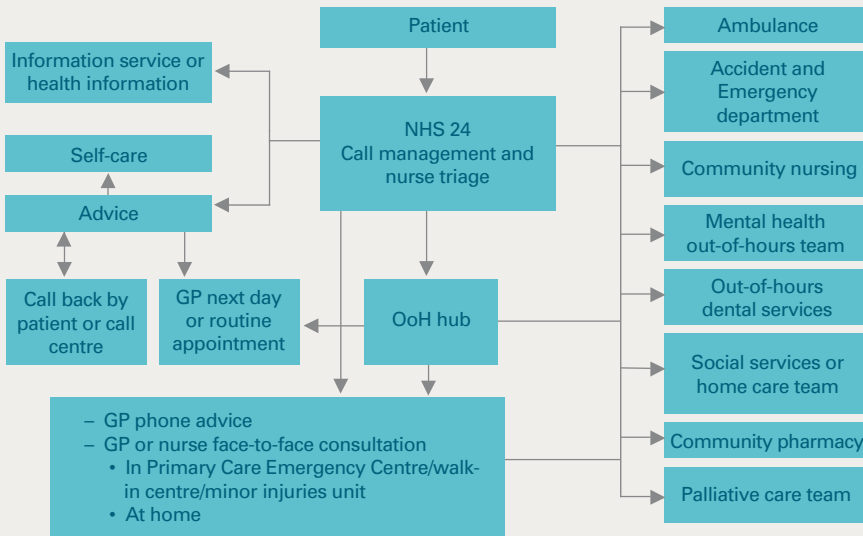 Patient
Information service or
health information
NHS 24
Call management and
nurse triage
Self-care
Advice
Call back by
patient or call
centre
GP next day
or routine
appointment
OoH hub
– GP phone advice
– GP or nurse face-to-face consultation
• In Primary Care Emergency Centre/walk-
in centre/minor injuries unit
• At home
Ambulance
Accident and
Emergency
department
Community nursing
Mental health
out-of-hours team
Out-of-hours
dental services
Social services or
home care team
Community pharmacy
Palliative care team